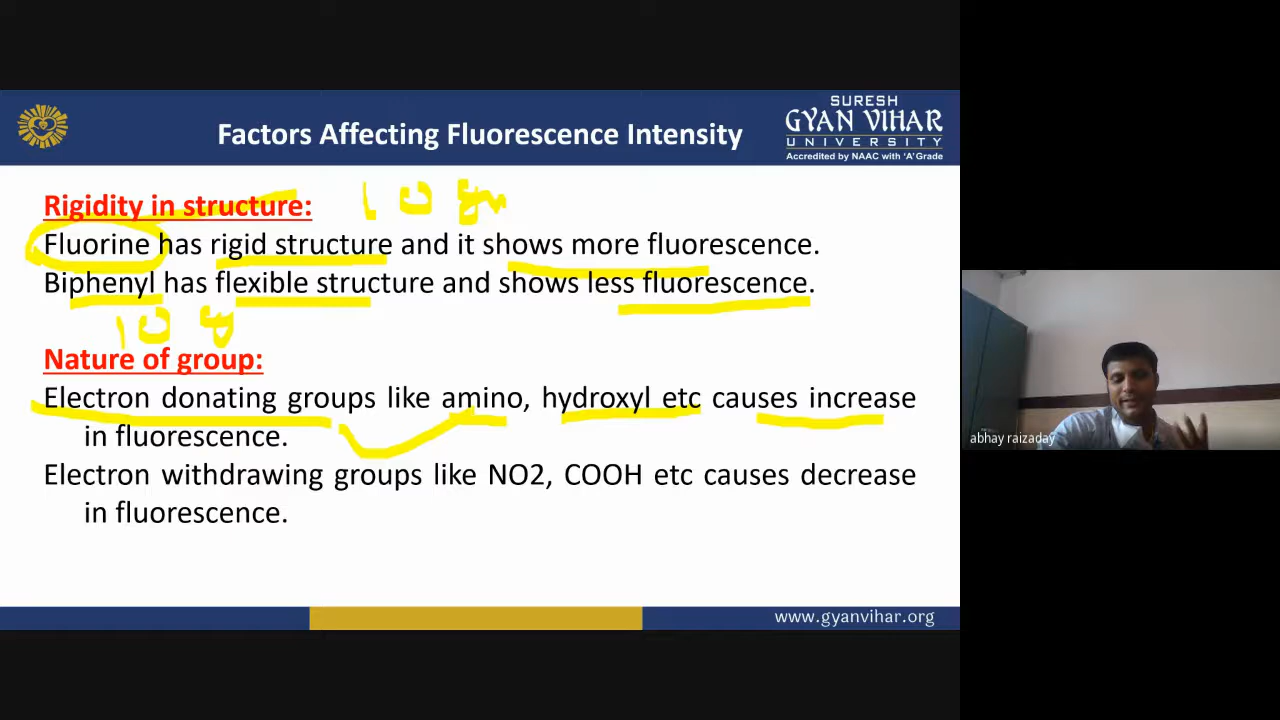 SURESH
GYAN VIHAR
UNIVERSITY
Accredited by NAAC with ‘A’Grade
Factors Affecting Fluorescence Intensity
Rigidity in structure:
10
Fluorine has rigid structure and it shows more fluorescence.
Biphenyl has flexible structure and shows less fluorescence.
10
Nature of group:
Electron donating groups like amino, hydroxyl etc causes increase
in fluorescence.
Electron withdrawing groups like NO2, COOH etc causes decrease
in fluorescence.
www.gyanvihar.org
abhay raizaday